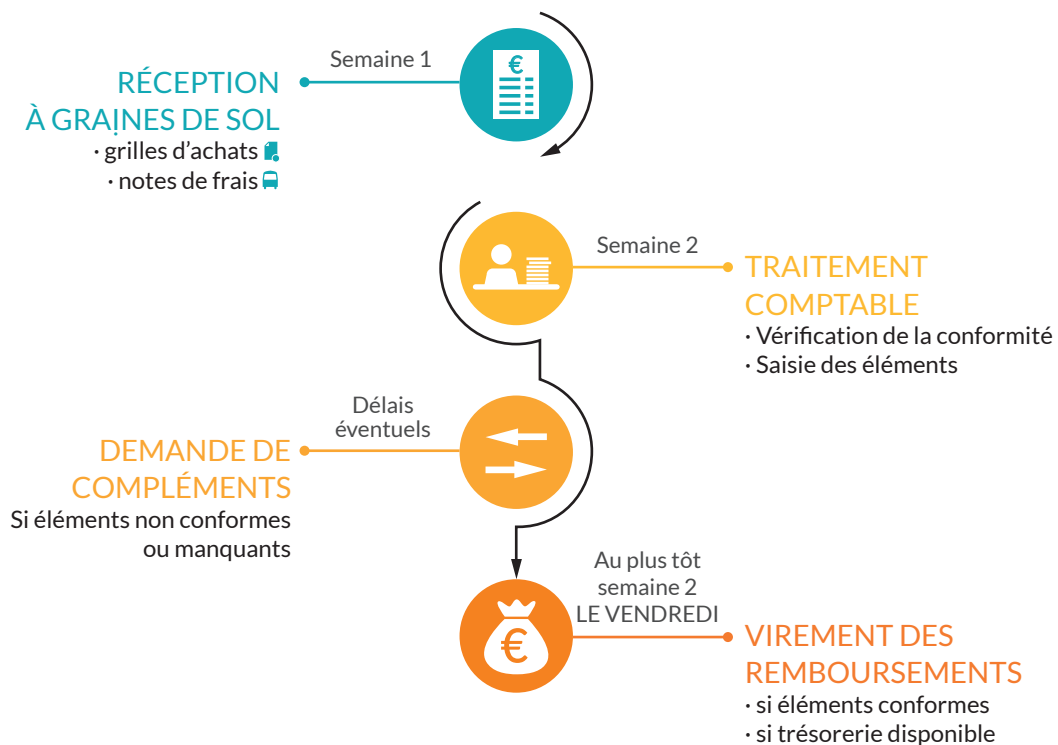 Semaine 1
RÉCEPTION
À GRAINES DE SOL
· grilles d'achats
· notes de frais
€
Semaine 2
TRAITEMENT
COMPTABLE
· Vérification de la conformité
· Saisie des éléments
Délais
éventuels
DEMANDE DE
COMPLÉMENTS
Si éléments non conformes
ou manquants
Au plus tôt
semaine 2
LE VENDREDI
€
VIREMENT DES
REMBOURSEMENTS
· si éléments conformes
· si trésorerie disponible